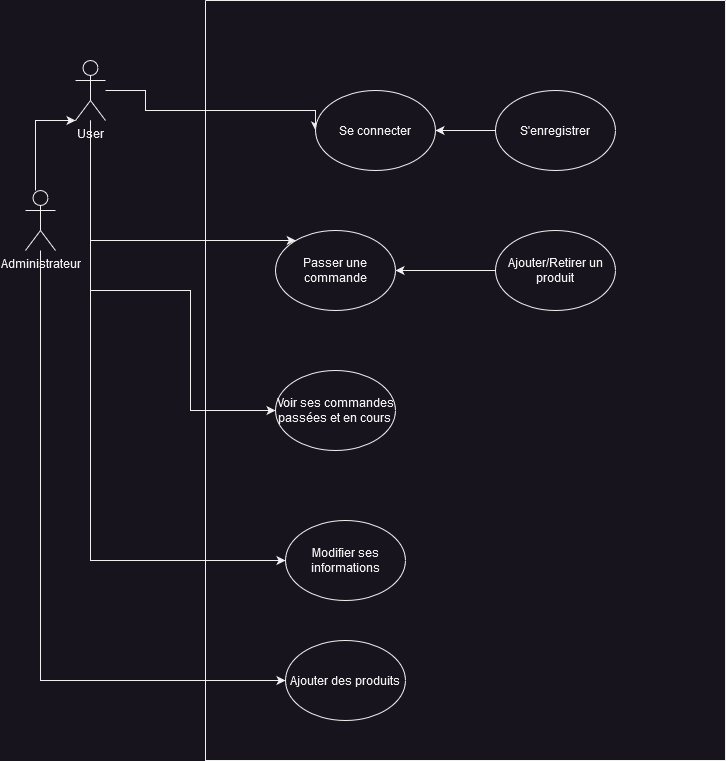 User
Se connecter
S'enregistrer
Administrateur
Passer une
commande
Ajouter/Retirer un
produit
Voir ses commandes
passées et en cours
Modifier ses
informations
Ajouter des produits